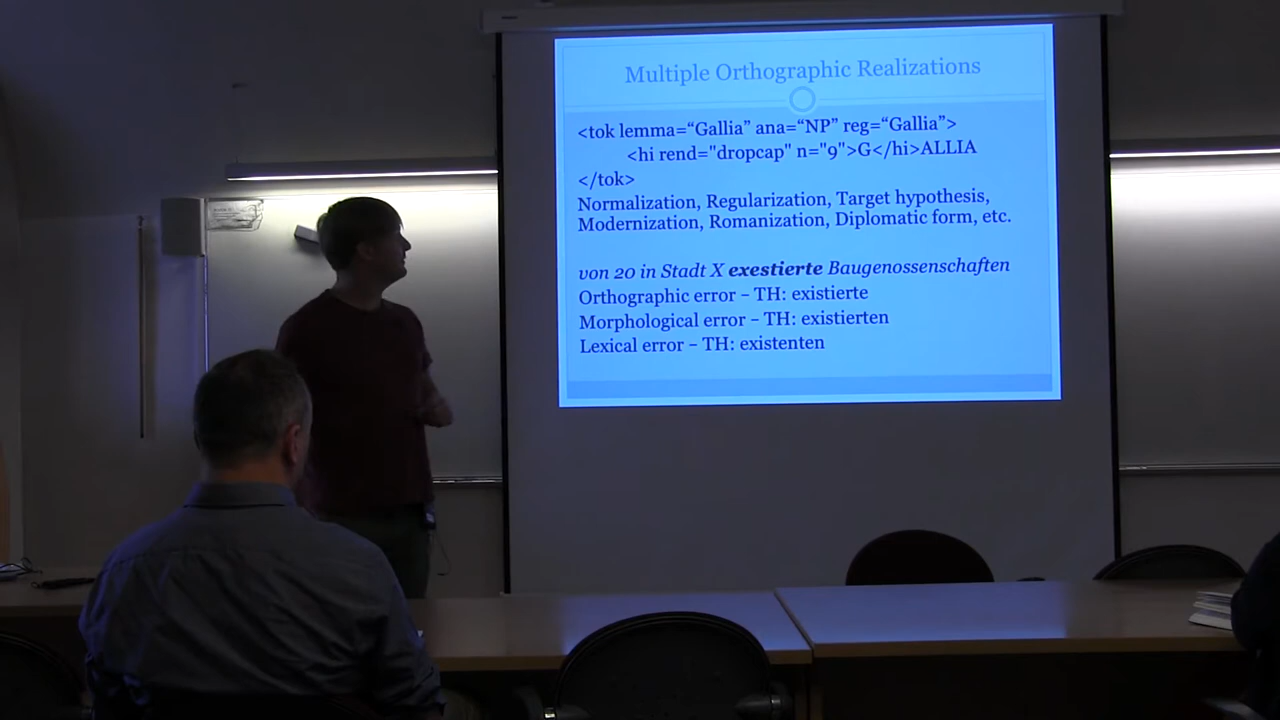 Multiple Orthographic Realizations
<tok lemma=“Gallia” ana=“NP” reg=“Gallia”>
<hi rend="dropcap" n="9">G</hi>ALLIA
</tok>
Normalization, Regularization, Target hypothesis,
Modernization, Romanization, Diplomatic form, etc.
von 20 in Stadt X exestierte Baugenossenschaften
Orthographic error – TH: existierte
Morphological error – TH: existierten
Lexical error – TH: existenten